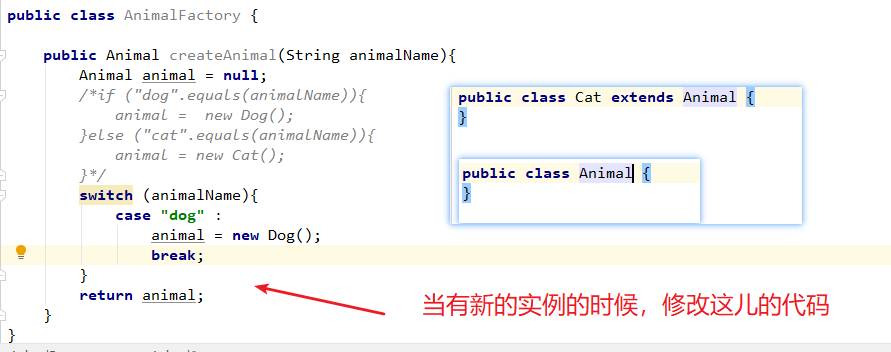 public class AnimalFactory {
public Animal createAnimal(String animalName){
Animal animal = null;
/*if ("dog".equals(animalName)){
animal =  new Dog();
}else ("cat".equals(animalName)){
animal = new Cat();
}*/
switch (animalName){
case "dog" :
animal = new Dog();
break;
}
return animal;
}
}
public class Cat extends Animal {
}
public class Animal {
}
当有新的实例的时候，修改这儿的代码